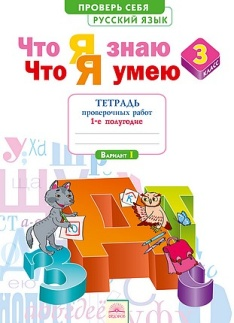 ПРОВЕРЬ СЕБЯ
РУССКИЙ ЯЗЫК
Что Я знаю
Что Я умею
3
КЛАСС
ТЕТРАДЬ
проверочных работ
1-е полугодие
Вариант 1